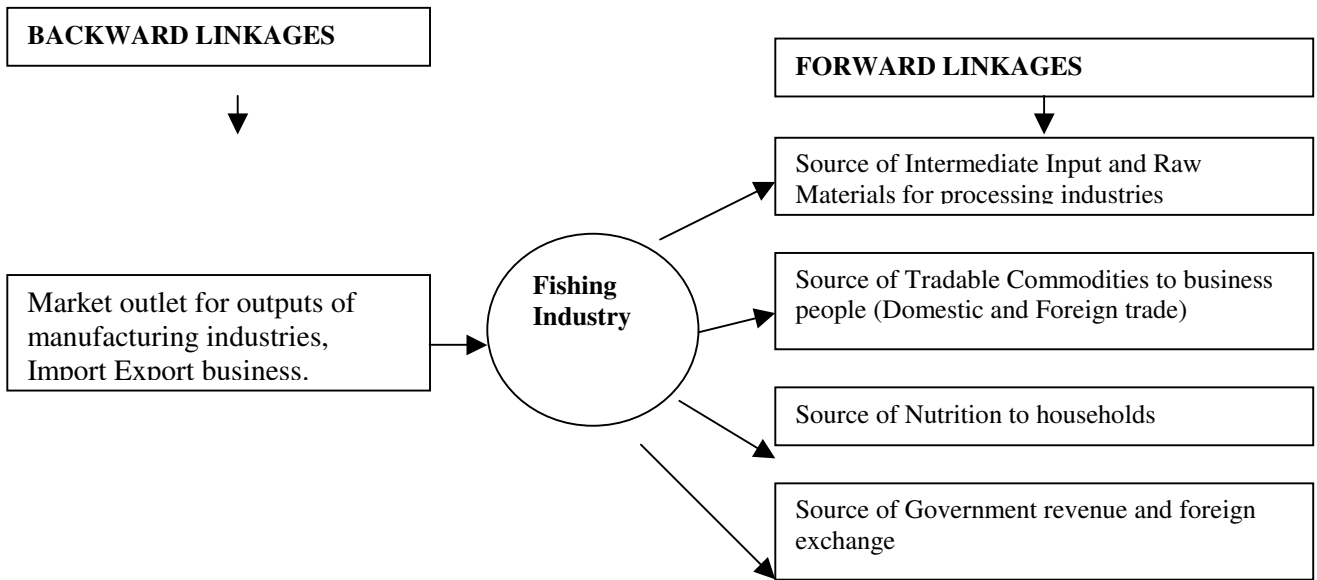 BACKWARD LINKAGES
FORWARD LINKAGES
Source of Intermediate Input and Raw
Materials for processing industries
Source of Tradable Commodities to business
people (Domestic and Foreign trade)
Fishing
Industry
Market outlet for outputs of
manufacturing industries,
Import Export business.
Source of Nutrition to households
Source of Government revenue and foreign
exchange